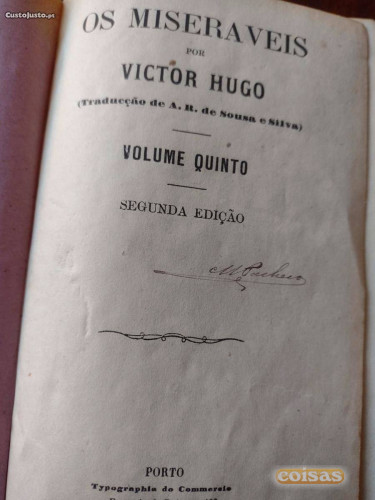 CustoJusto.pt
OS MISERAVEIS
POR
VICTOR HUGO
(Traducção de A. R. de Sousa e Silva)
VOLUME QUINTO
SEGUNDA EDIÇÃO
M Pacheco
PORTO
Typographia do Commercio
coisas